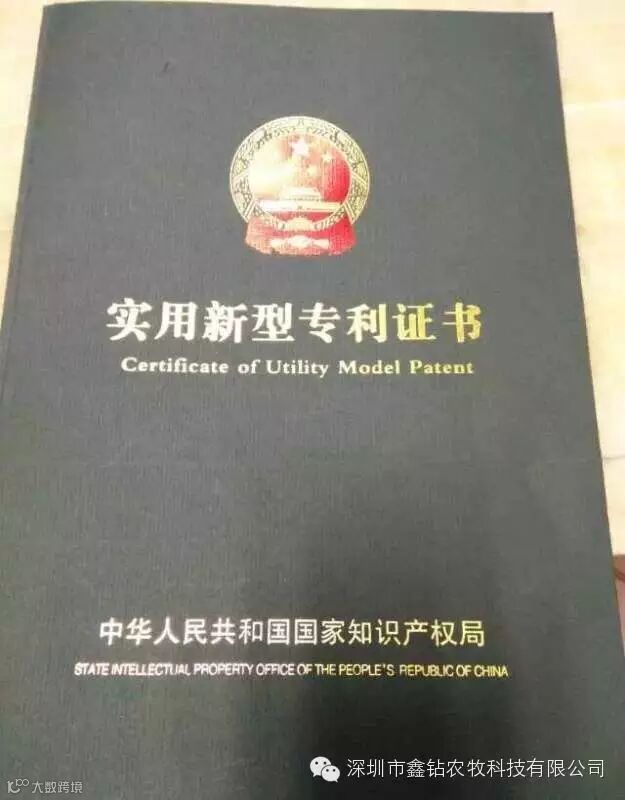 实用新型专利证书
Certificate of Utility Model Patent
中华人民共和国国家知识产权局
STATE INTELLECTUAL PROPERTY OFFICE OF THE PEOPLE'S REPUBLIC OF CHINA
深圳市鑫钻农牧科技有限公司
大数跨境